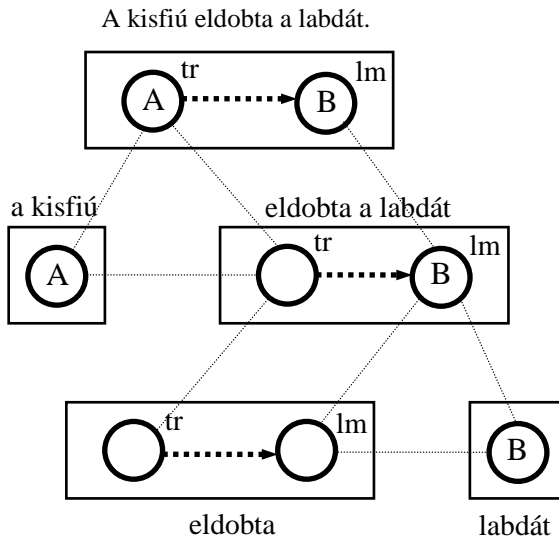 A kisfiú eldobta a labdát.
tr
lm
A
B
a kisfiú
eldobta a labdát
tr
lm
A
B
tr
lm
B
eldobta
labdát